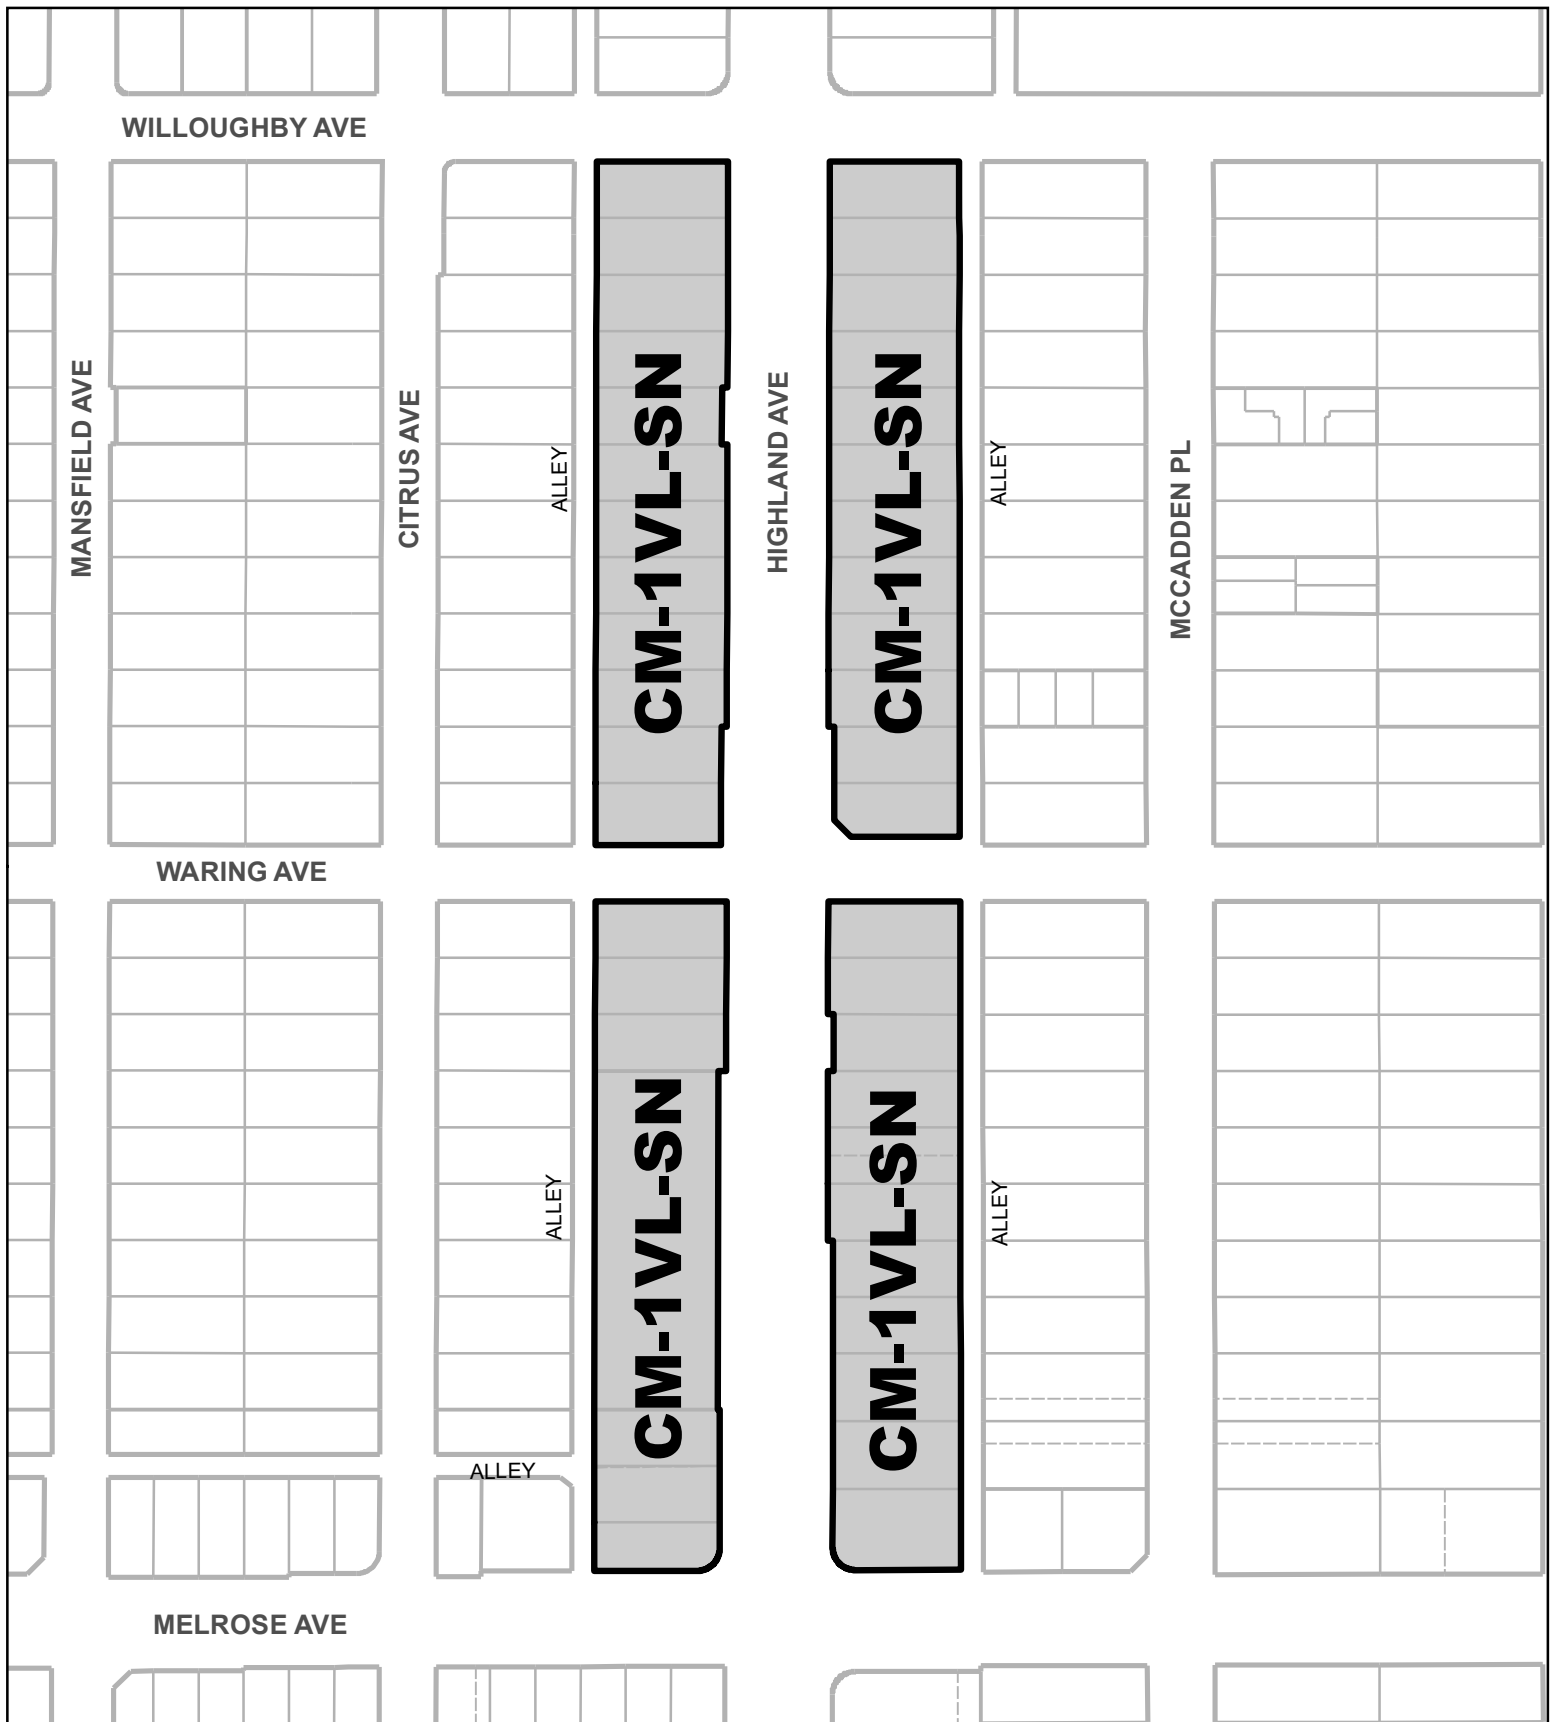 WILLOUGHBY AVE
MANSFIELD AVE
CITRUS AVE
ALLEY
CM-1VL-SN
HIGHLAND AVE
CM-1VL-SN
ALLEY
MCCADDEN PL
WARING AVE
ALLEY
CM-1VL-SN
CM-1VL-SN
ALLEY
ALLEY
MELROSE AVE